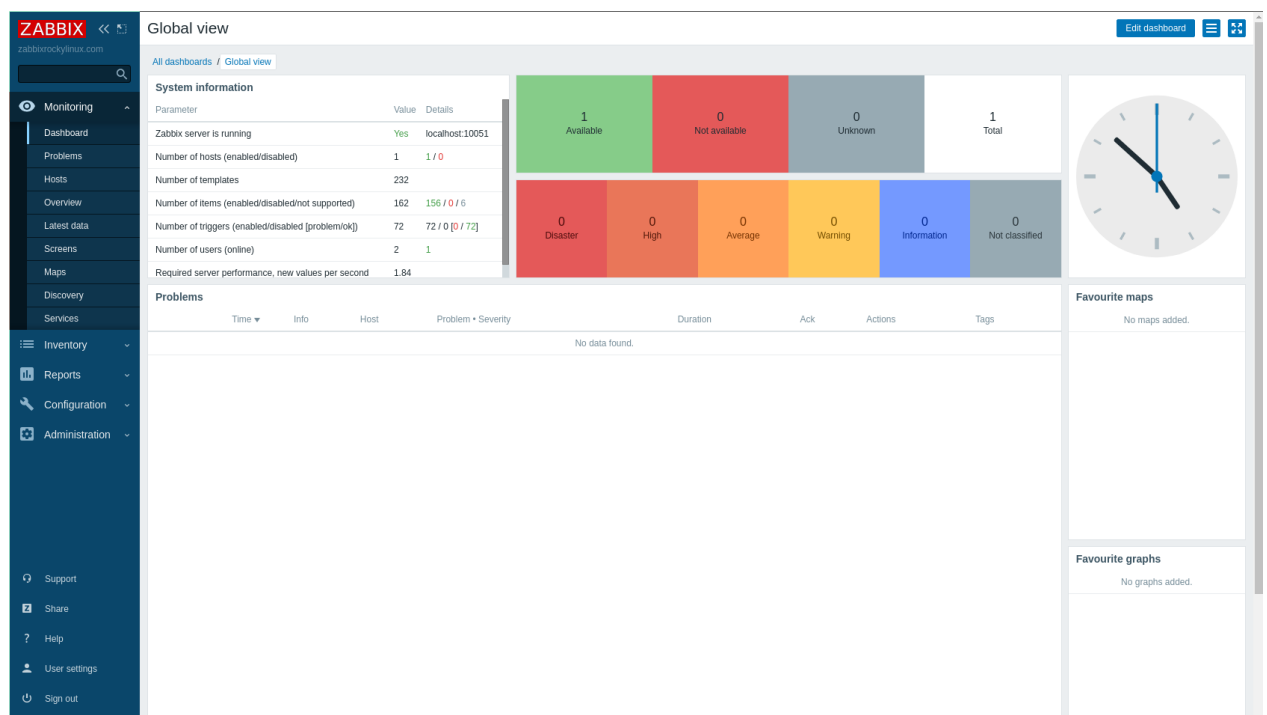 ZABBIX
zabbixrockylinux.com
Monitoring
Dashboard
Problems
Hosts
Overview
Latest data
Screens
Maps
Discovery
Services
Inventory
Reports
Configuration
Administration
Support
Z Share
? Help
User settings
Sign out
Global view
Edit dashboard
All dashboards / Global view
System information
Parameter Value Details
Zabbix server is running Yes localhost:10051
Number of hosts (enabled/disabled) 1 1 / 0
Number of templates 232
Number of items (enabled/disabled/not supported) 162 156 / 0 / 6
Number of triggers (enabled/disabled [problem/ok]) 72 72 / 0 [0 / 72]
Number of users (online) 2 1
Required server performance, new values per second 1.84
1 0 0 1
Available Not available Unknown Total
0 0 0 0 0 0
Disaster High Average Warning Information Not classified
Problems
Time Info Host Problem • Severity Duration Ack Actions Tags
No data found.
Favourite maps
No maps added.
Favourite graphs
No graphs added.